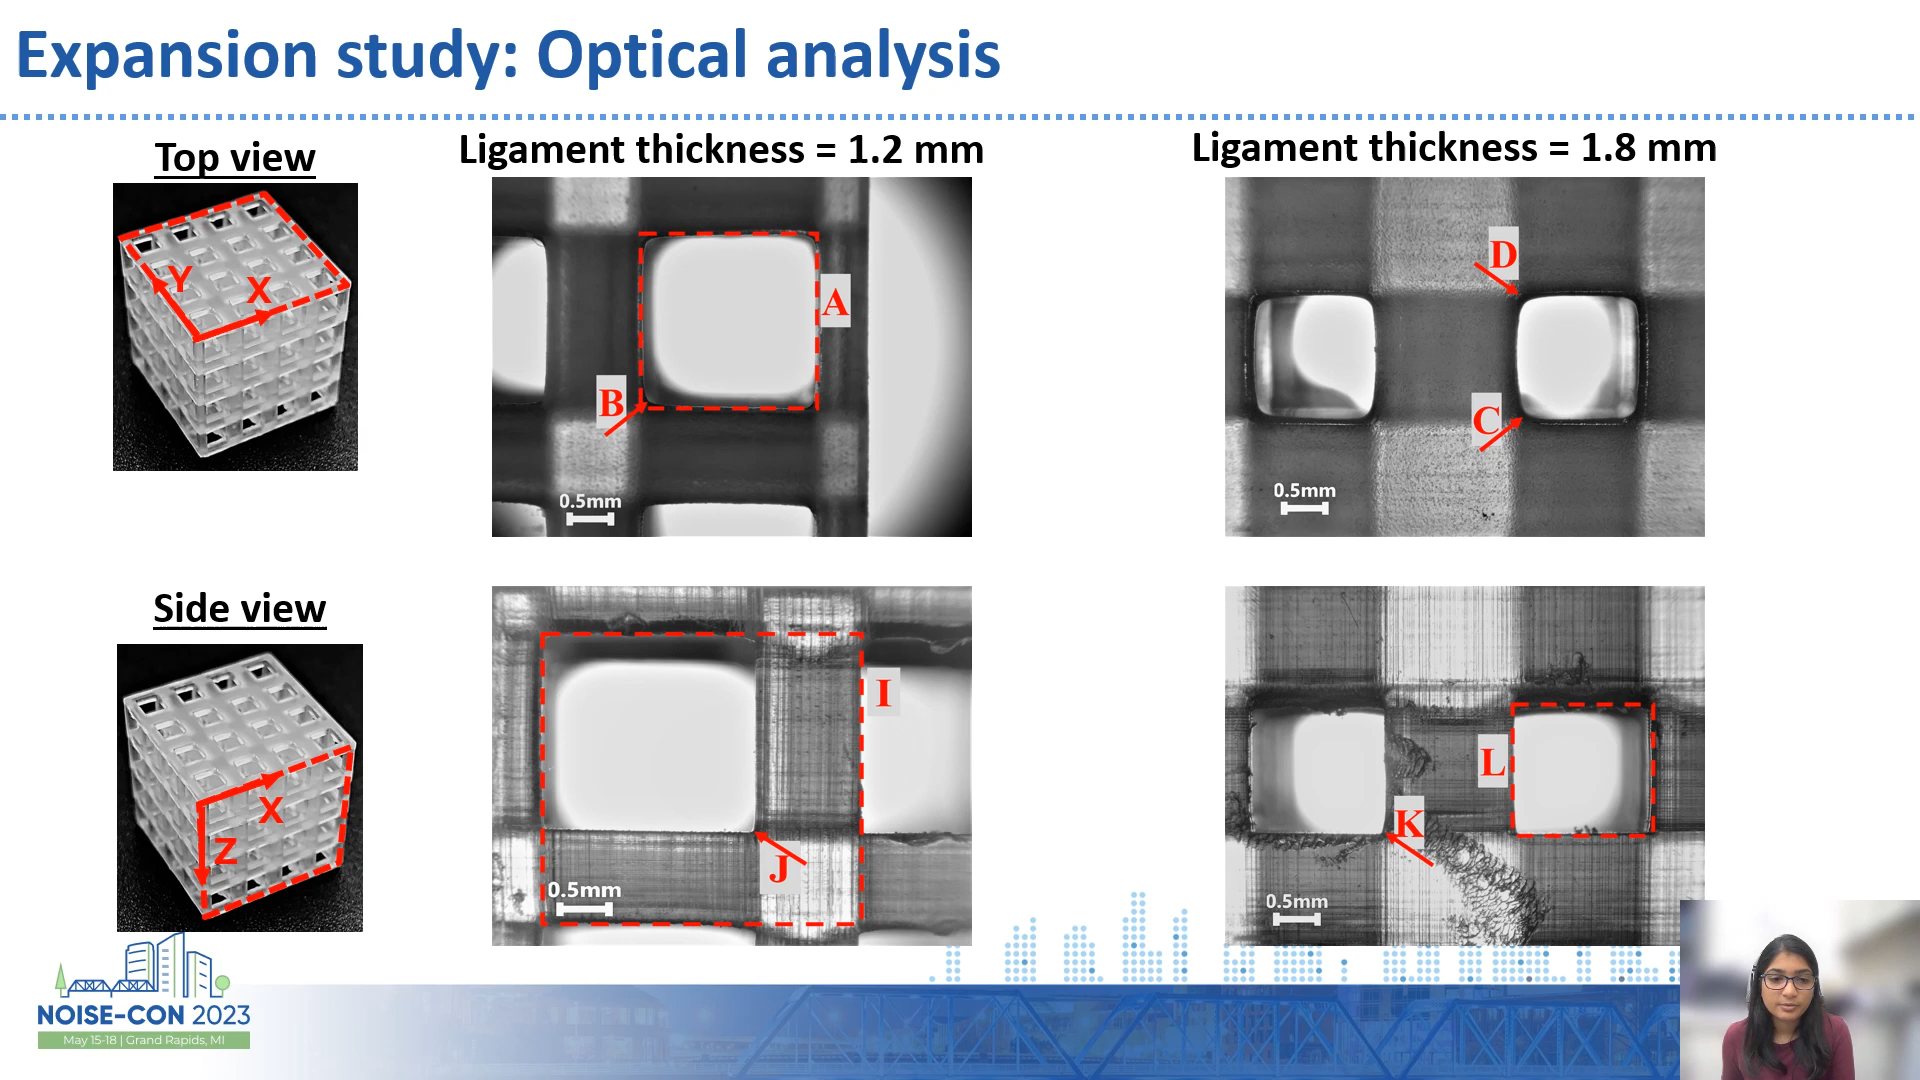 Expansion study: Optical analysis
Top view
Ligament thickness = 1.2 mm
Ligament thickness = 1.8 mm
Y
X
A
B
0.5mm
D
C
0.5mm
Side view
X
Z
I
J
0.5mm
L
K
0.5mm
NOISE-CON 2023
May 15-18 | Grand Rapids, MI